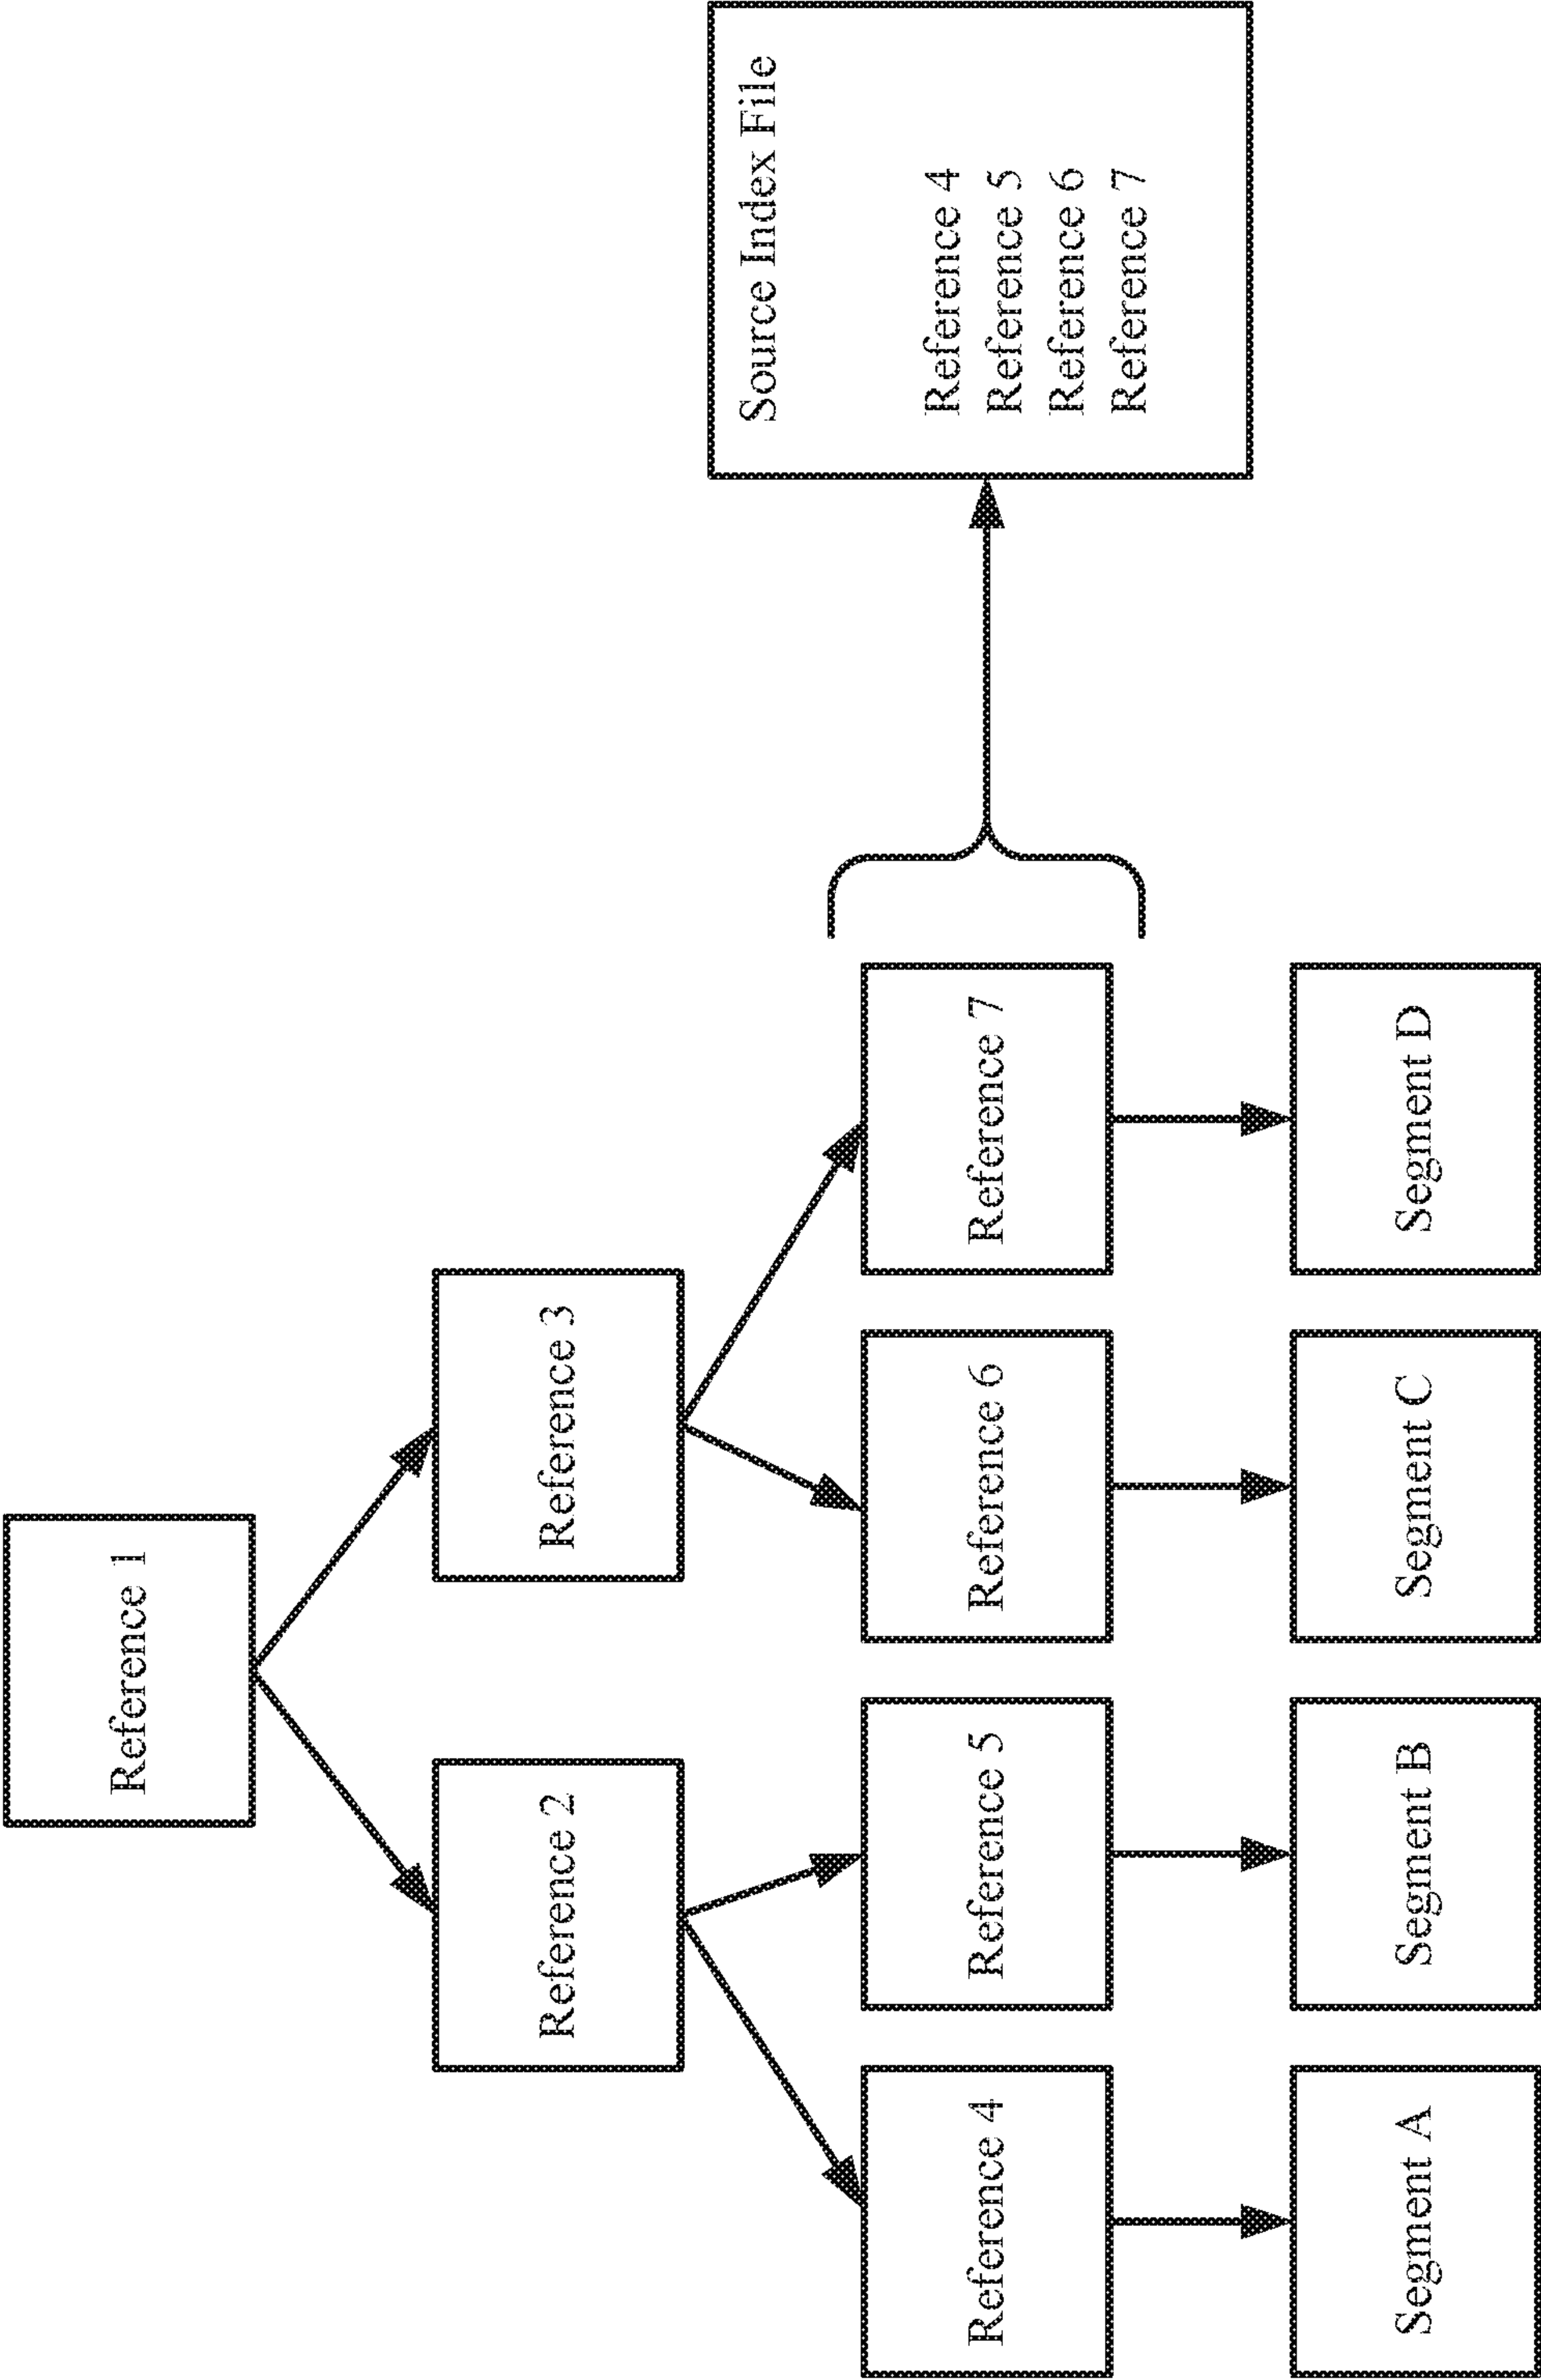 Reference 1
Reference 2
Reference 3
Reference 4
Reference 5
Reference 6
Reference 7
Segment A
Segment B
Segment C
Segment D
Source Index File
Reference 4
Reference 5
Reference 6
Reference 7